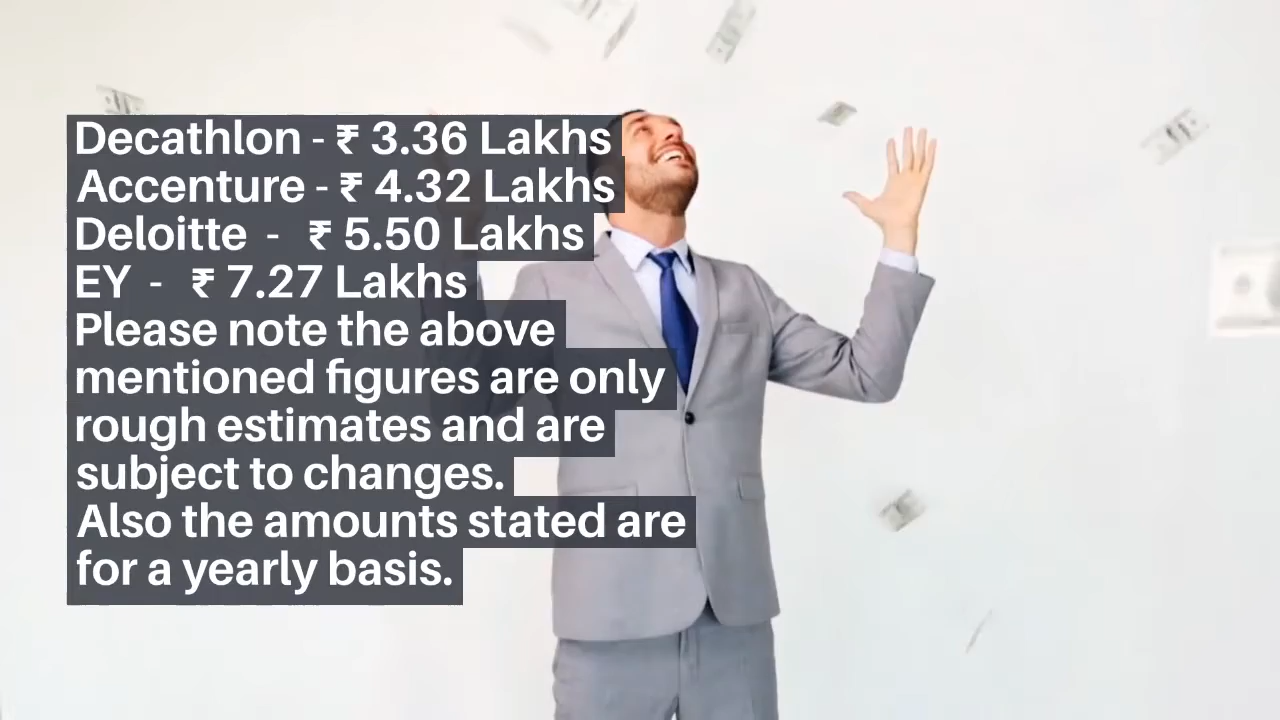 Decathlon - ₹ 3.36 Lakhs
Accenture - ₹ 4.32 Lakhs
Deloitte - ₹ 5.50 Lakhs
EY - ₹ 7.27 Lakhs
Please note the above
mentioned figures are only
rough estimates and are
subject to changes.
Also the amounts stated are
for a yearly basis.